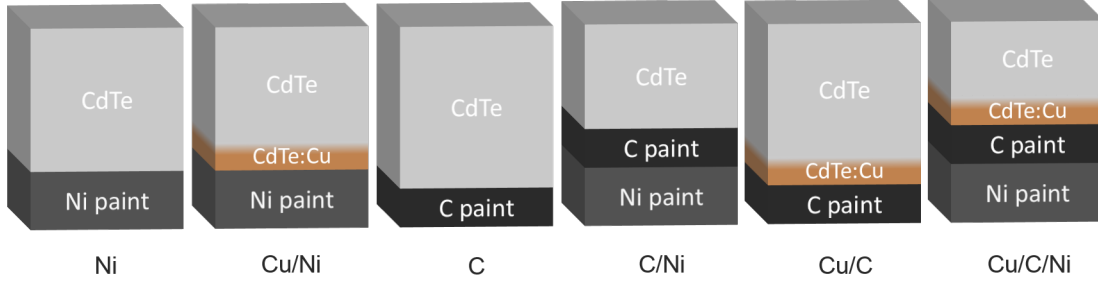 CdTe
Ni paint
Ni
CdTe
CdTe:Cu
Ni paint
Cu/Ni
CdTe
C paint
C
CdTe
C paint
Ni paint
C/Ni
CdTe
CdTe:Cu
C paint
Cu/C
CdTe
CdTe:Cu
C paint
Ni paint
Cu/C/Ni